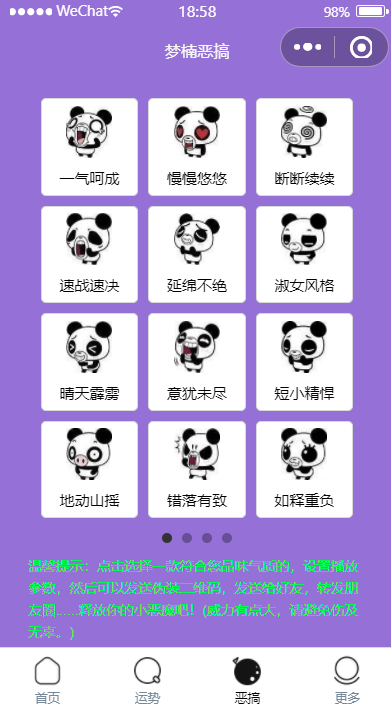 WeChat 18:58 98%
梦楠恶搞
一气呵成 慢慢悠悠 断断续续
速战速决 延绵不绝 淑女风格
晴天霹雳 意犹未尽 短小精悍
地动山摇 错落有致 如释重负
温馨提示：点击选择一款符合您品味气质的，设置播放
参数，然后可以发送伪装二维码，发送给好友，转发朋
友圈……释放你的小恶魔吧！(威力有点大，请避免伤及
无辜。)
首页 运势 恶搞 更多